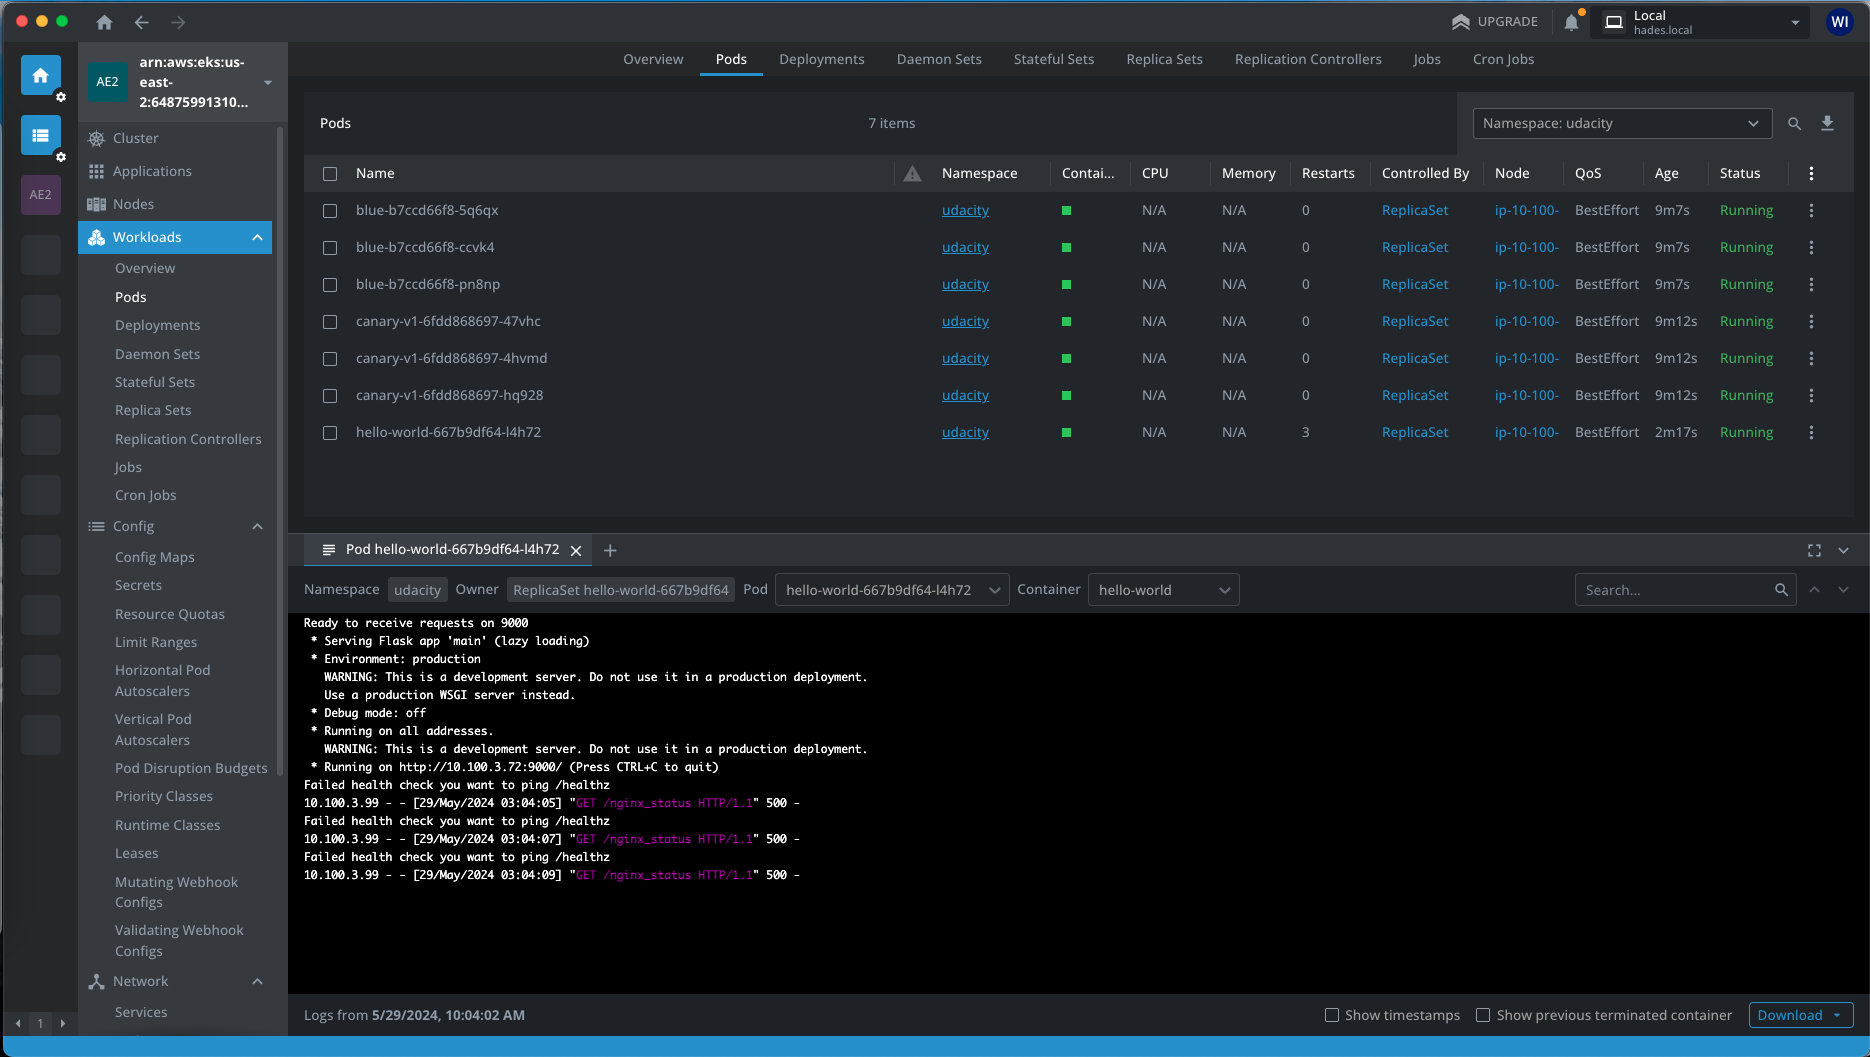 UPGRADE
Local
hades.local
WI
AE2
arn:aws:eks:us-
east-
2:64875991310...
AE2
1
Cluster
Applications
Nodes
Workloads
Overview
Pods
Deployments
Daemon Sets
Stateful Sets
Replica Sets
Replication Controllers
Jobs
Cron Jobs
Config
Config Maps
Secrets
Resource Quotas
Limit Ranges
Horizontal Pod
Autoscalers
Vertical Pod
Autoscalers
Pod Disruption Budgets
Priority Classes
Runtime Classes
Leases
Mutating Webhook
Configs
Validating Webhook
Configs
Network
Services
Overview Pods Deployments Daemon Sets Stateful Sets Replica Sets Replication Controllers Jobs Cron Jobs
Pods 7 items Namespace: udacity
Name Namespace Contai... CPU Memory Restarts Controlled By Node QoS Age Status
blue-b7ccd66f8-5q6qx udacity N/A N/A 0 ReplicaSet ip-10-100- BestEffort 9m7s Running
blue-b7ccd66f8-ccvk4 udacity N/A N/A 0 ReplicaSet ip-10-100- BestEffort 9m7s Running
blue-b7ccd66f8-pn8np udacity N/A N/A 0 ReplicaSet ip-10-100- BestEffort 9m7s Running
canary-v1-6fdd868697-47vhc udacity N/A N/A 0 ReplicaSet ip-10-100- BestEffort 9m12s Running
canary-v1-6fdd868697-4hvmd udacity N/A N/A 0 ReplicaSet ip-10-100- BestEffort 9m12s Running
canary-v1-6fdd868697-hq928 udacity N/A N/A 0 ReplicaSet ip-10-100- BestEffort 9m12s Running
hello-world-667b9df64-l4h72 udacity N/A N/A 3 ReplicaSet ip-10-100- BestEffort 2m17s Running
Pod hello-world-667b9df64-l4h72
Namespace udacity Owner ReplicaSet hello-world-667b9df64 Pod hello-world-667b9df64-l4h72 Container hello-world Search...
Ready to receive requests on 9000
* Serving Flask app 'main' (lazy loading)
* Environment: production
WARNING: This is a development server. Do not use it in a production deployment.
Use a production WSGI server instead.
* Debug mode: off
* Running on all addresses.
WARNING: This is a development server. Do not use it in a production deployment.
* Running on http://10.100.3.72:9000/ (Press CTRL+C to quit)
Failed health check you want to ping /healthz
10.100.3.99 - - [29/May/2024 03:04:05] "GET /nginx_status HTTP/1.1" 500 -
Failed health check you want to ping /healthz
10.100.3.99 - - [29/May/2024 03:04:07] "GET /nginx_status HTTP/1.1" 500 -
Failed health check you want to ping /healthz
10.100.3.99 - - [29/May/2024 03:04:09] "GET /nginx_status HTTP/1.1" 500 -
Logs from 5/29/2024, 10:04:02 AM Show timestamps Show previous terminated container Download